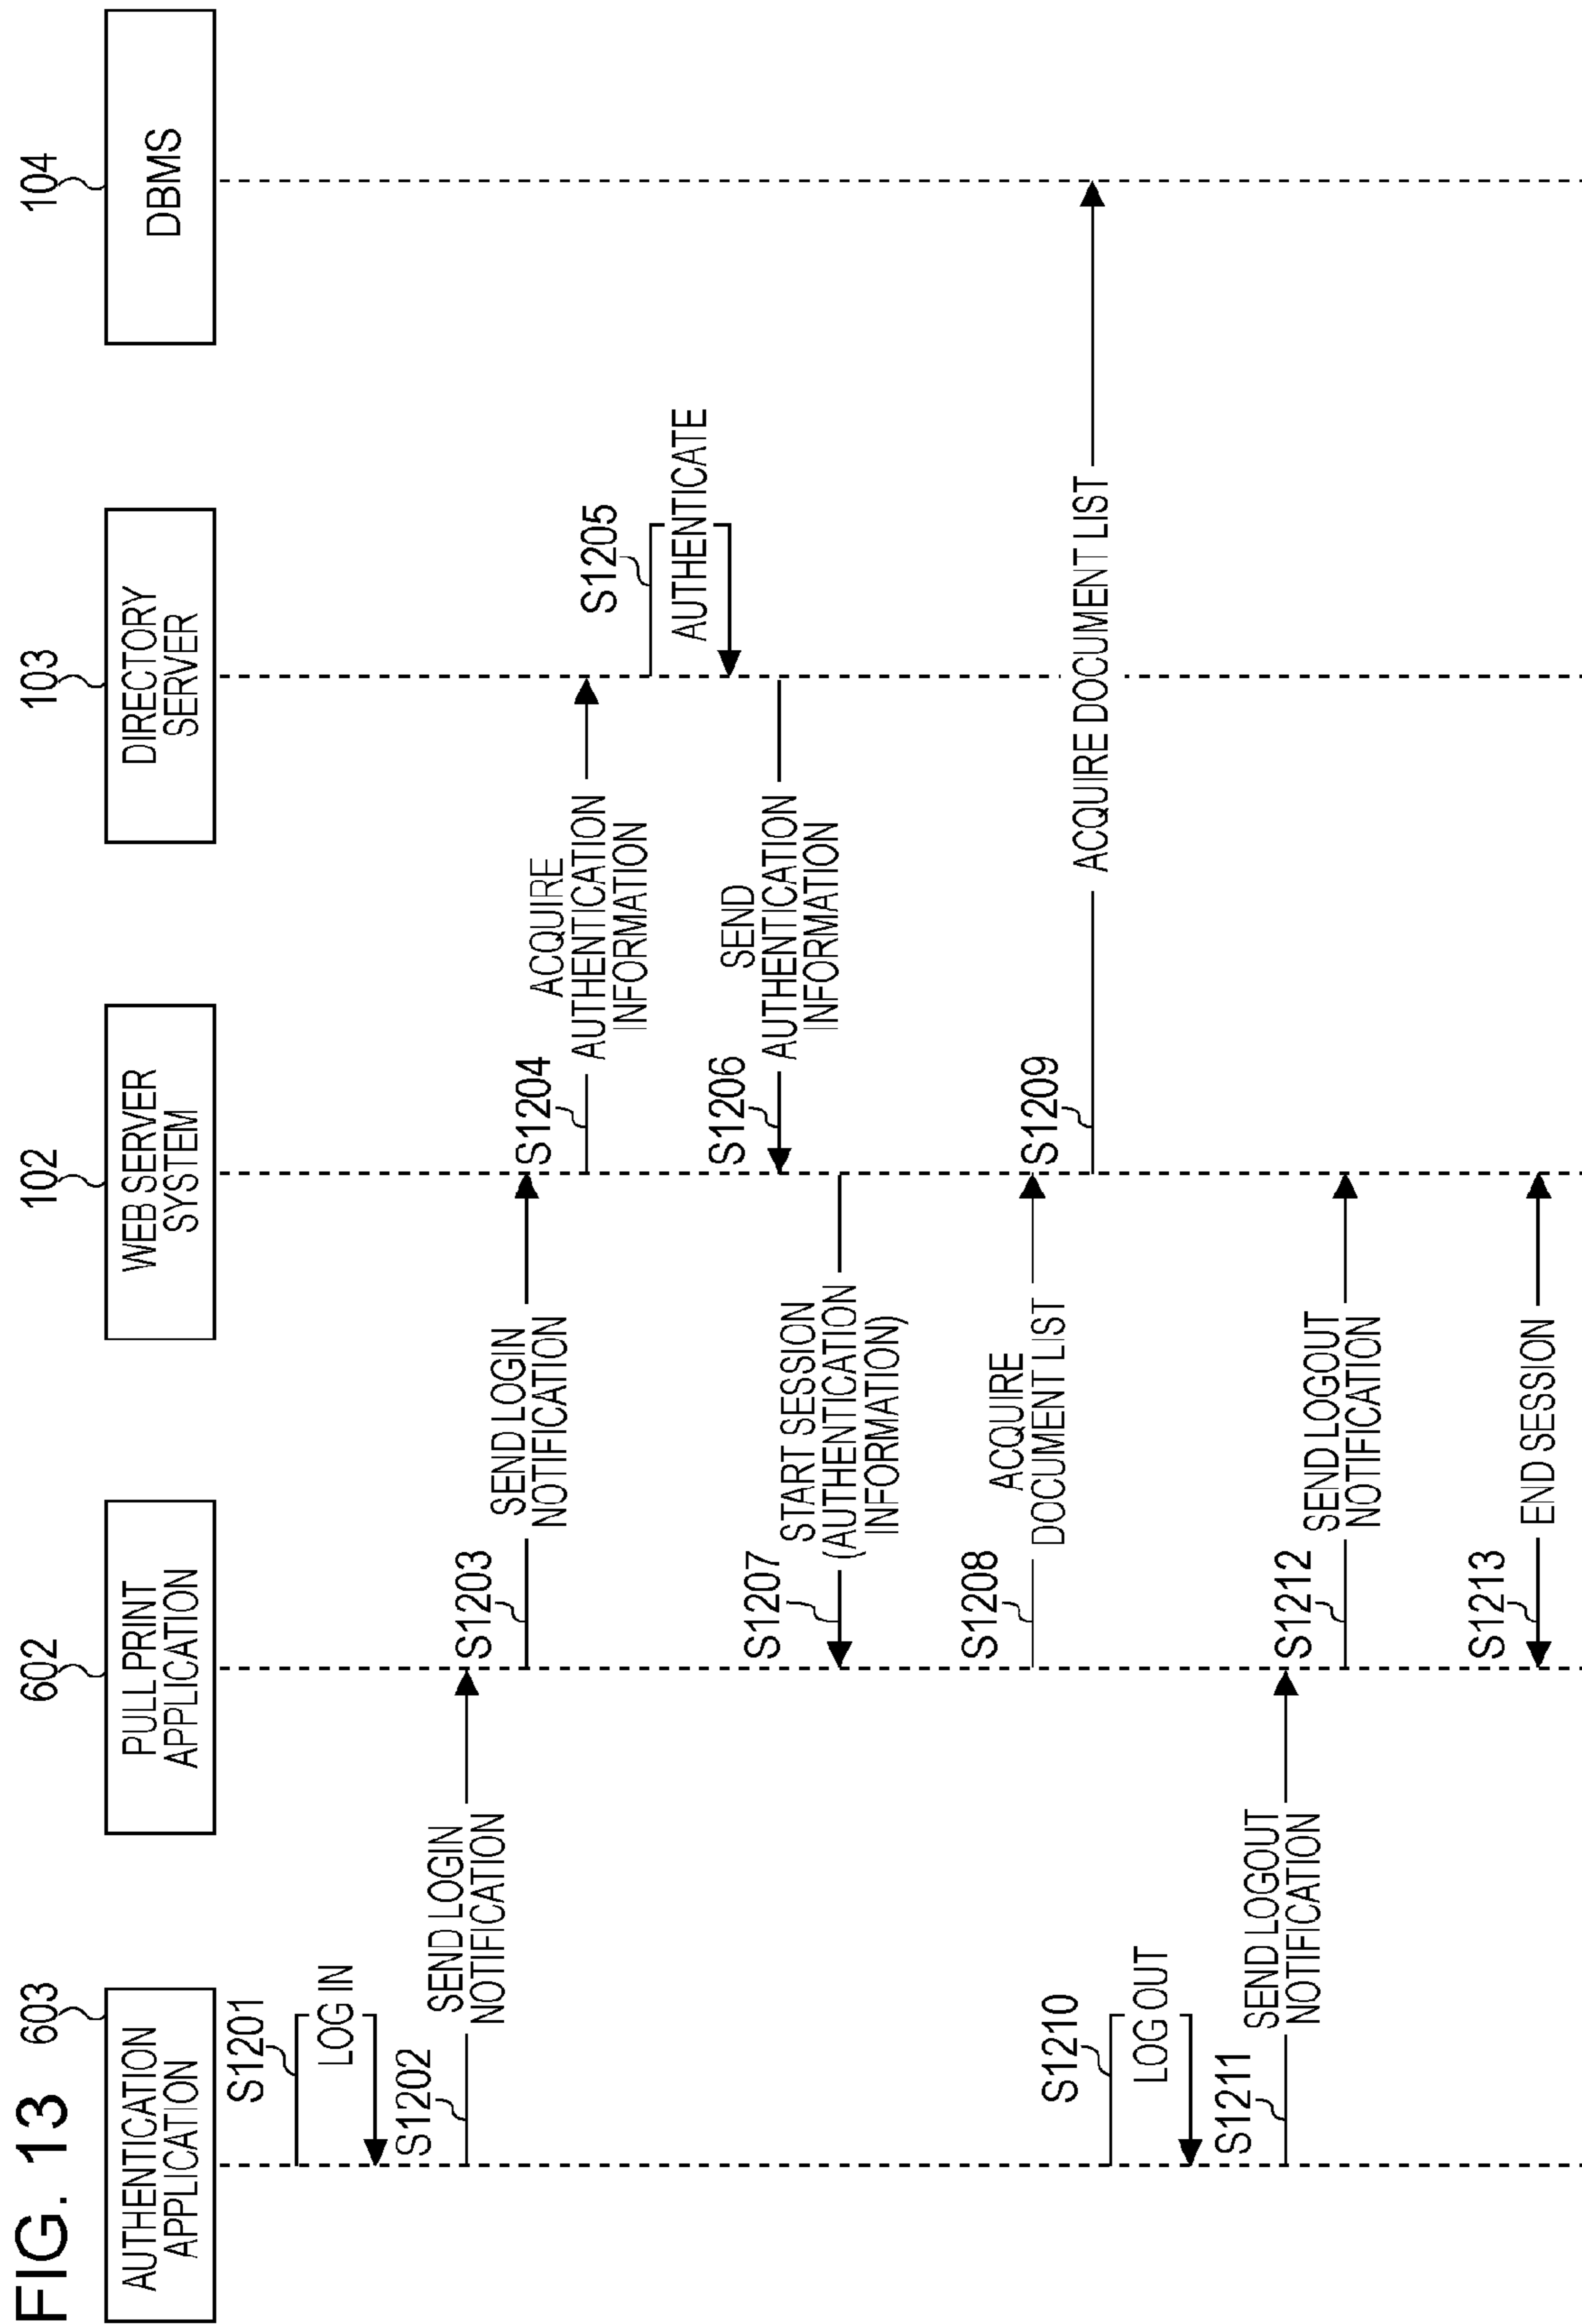 FIG. 13
603
AUTHENTICATION
APPLICATION
602
PULL PRINT
APPLICATION
102
WEB SERVER
SYSTEM
103
DIRECTORY
SERVER
104
DBMS
S1201
LOG IN
S1202
SEND LOGIN
NOTIFICATION
S1203
SEND LOGIN
NOTIFICATION
S1204
ACQUIRE
AUTHENTICATION
INFORMATION
S1205
AUTHENTICATE
S1206
SEND
AUTHENTICATION
INFORMATION
S1207
START SESSION
(AUTHENTICATION
INFORMATION)
S1208
ACQUIRE
DOCUMENT LIST
S1209
ACQUIRE DOCUMENT LIST
S1210
LOG OUT
S1211
SEND LOGOUT
NOTIFICATION
S1212
SEND LOGOUT
NOTIFICATION
S1213
END SESSION